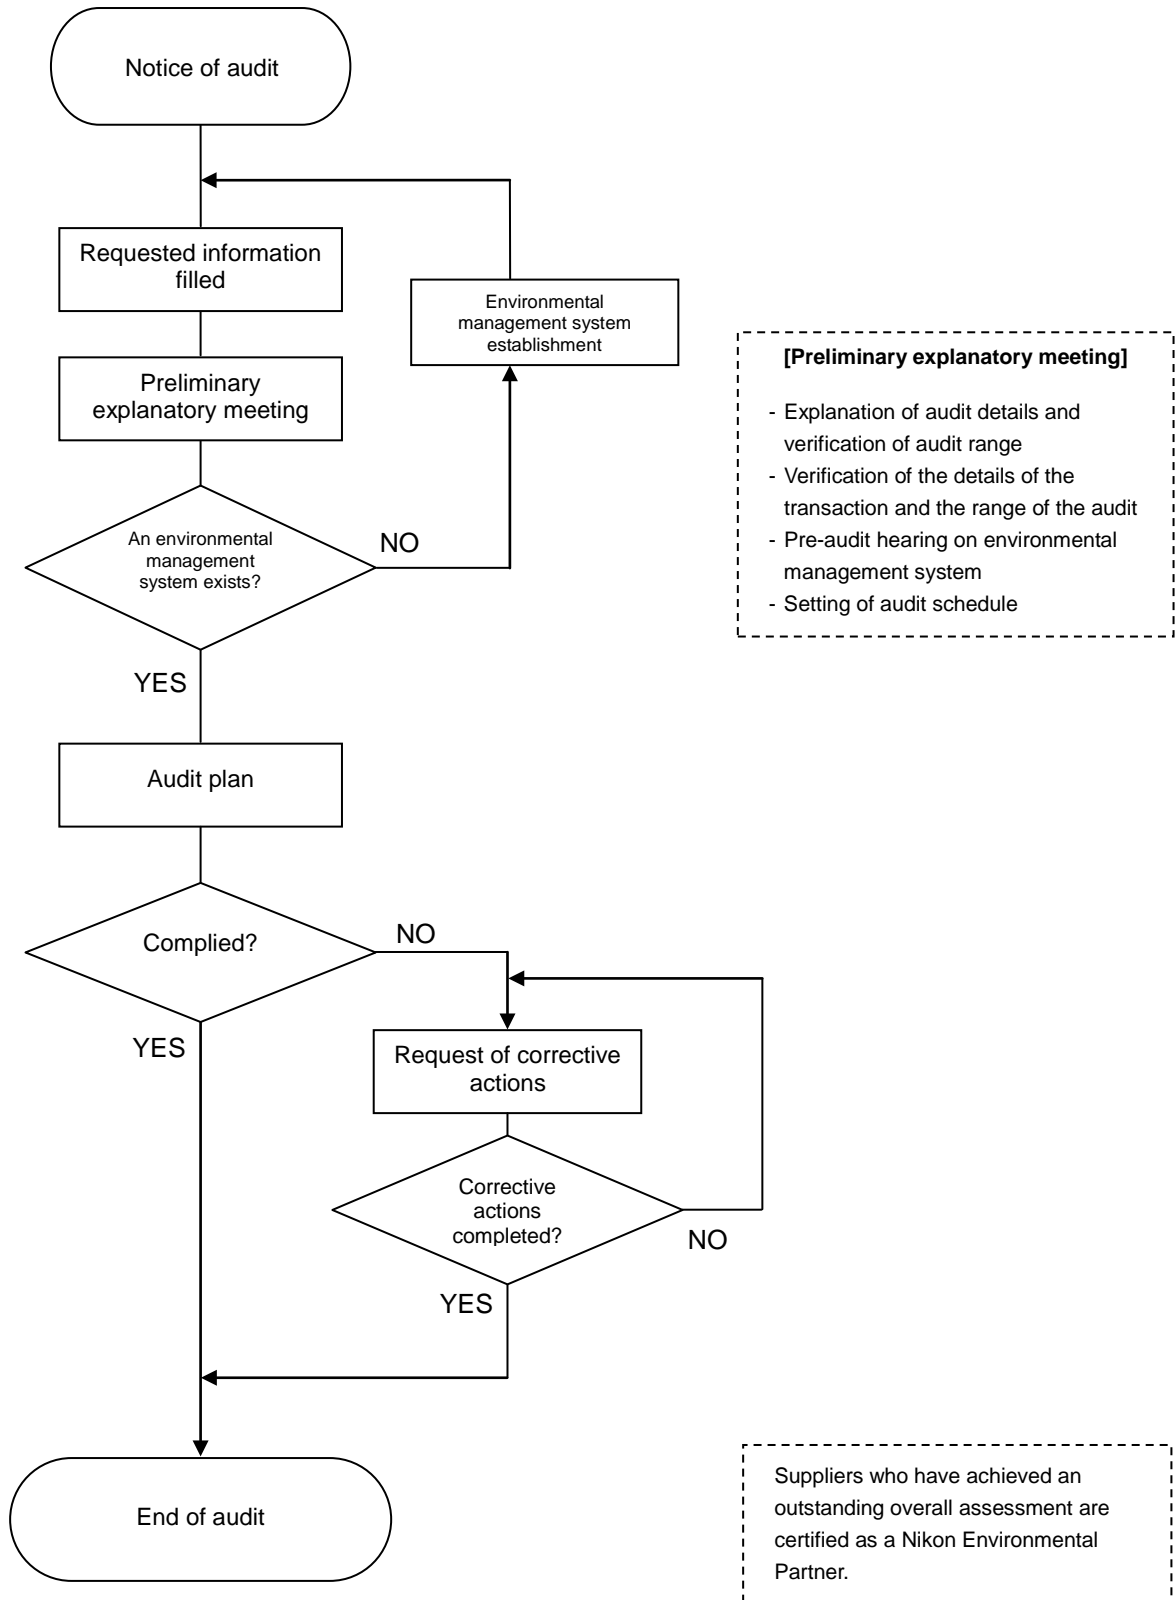 Notice of audit
Requested information
filled
Environmental
management system
establishment
Preliminary
explanatory meeting
[Preliminary explanatory meeting]
- Explanation of audit details and
verification of audit range
- Verification of the details of the
transaction and the range of the audit
- Pre-audit hearing on environmental
management system
- Setting of audit schedule
An environmental
management
system exists?
NO
YES
Audit plan
Complied?
NO
YES
Request of corrective
actions
Corrective
actions
completed?
NO
YES
End of audit
Suppliers who have achieved an
outstanding overall assessment are
certified as a Nikon Environmental
Partner.